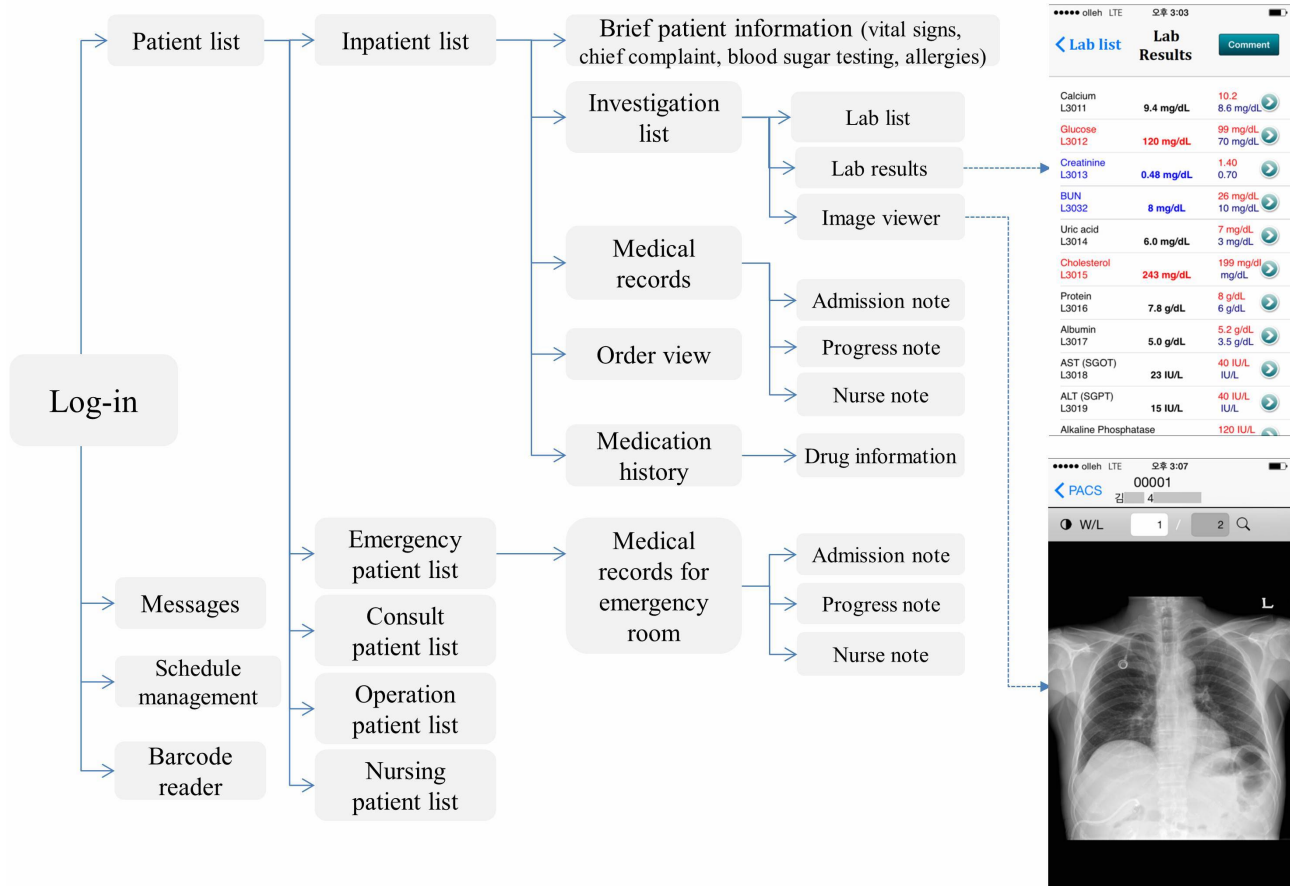 Log-in
Patient list
Messages
Schedule
management
Barcode
reader
Inpatient list
Emergency
patient list
Consult
patient list
Operation
patient list
Nursing
patient list
Brief patient information (vital signs,
chief complaint, blood sugar testing, allergies)
Investigation
list
Medical
records
Order view
Medication
history
Medical
records for
emergency
room
Lab list
Lab results
Image viewer
Admission note
Progress note
Nurse note
Drug information
Admission note
Progress note
Nurse note
olleh LTE 오후 3:03
Lab list
Lab
Results
Comment
Calcium 10.2
L3011 9.4 mg/dL 8.6 mg/dL
Glucose 99 mg/dL
L3012 120 mg/dL 70 mg/dL
Creatinine 1.40
L3013 0.48 mg/dL 0.70
BUN 26 mg/dL
L3032 8 mg/dL 10 mg/dL
Uric acid 7 mg/dL
L3014 6.0 mg/dL 3 mg/dL
Cholesterol 199 mg/dl
L3015 243 mg/dL mg/dL
Protein 8 g/dL
L3016 7.8 g/dL 6 g/dL
Albumin 5.2 g/dL
L3017 5.0 g/dL 3.5 g/dL
AST (SGOT) 40 IU/L
L3018 23 IU/L IU/L
ALT (SGPT) 40 IU/L
L3019 15 IU/L IU/L
Alkaline Phosphatase 120 IU/L
olleh LTE 오후 3:07
PACS
00001
김 4
W/L 1 / 2
L